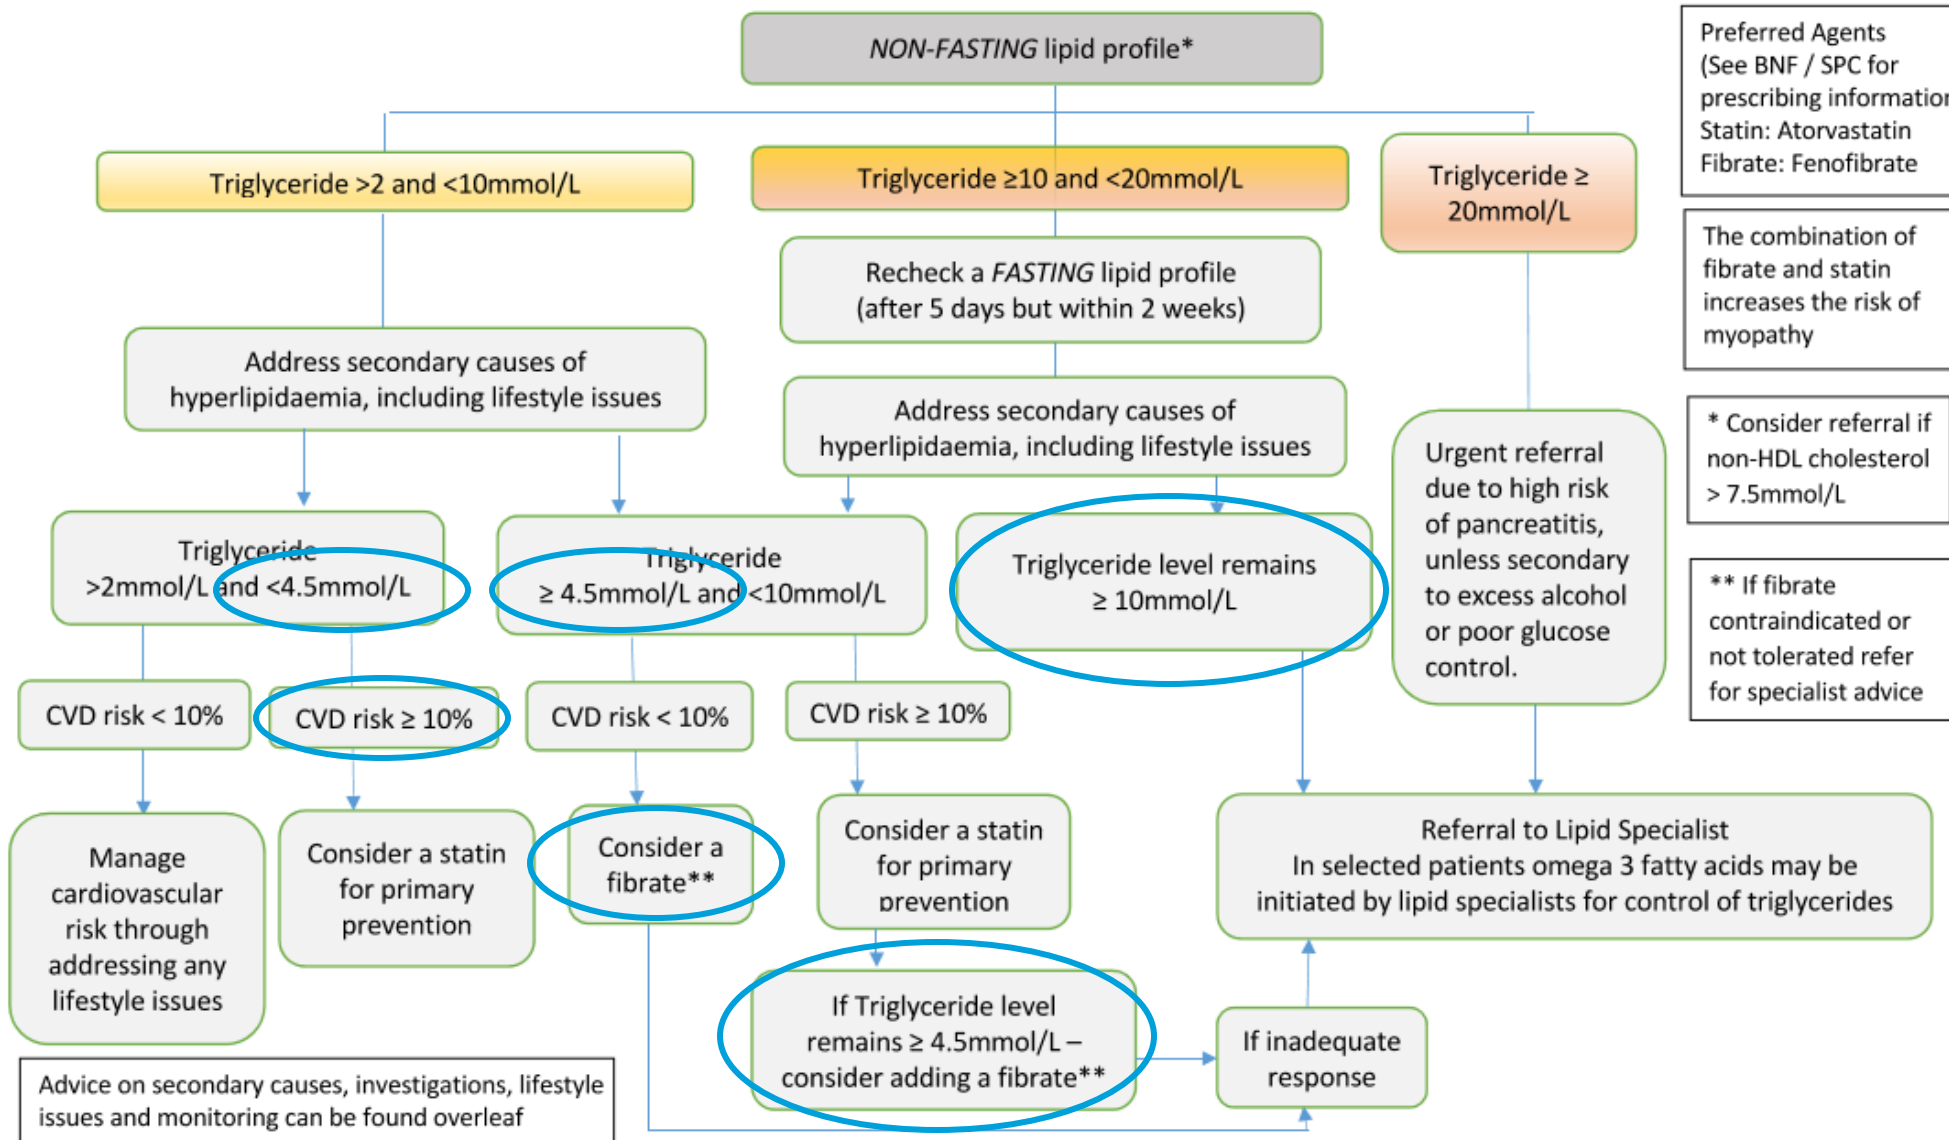 NON-FASTING lipid profile*
Preferred Agents
(See BNF / SPC for
prescribing information
Statin: Atorvastatin
Fibrate: Fenofibrate
Triglyceride >2 and <10mmol/L
Triglyceride ≥10 and <20mmol/L
Triglyceride ≥
20mmol/L
The combination of
fibrate and statin
increases the risk of
myopathy
Recheck a FASTING lipid profile
(after 5 days but within 2 weeks)
Address secondary causes of
hyperlipidaemia, including lifestyle issues
Address secondary causes of
hyperlipidaemia, including lifestyle issues
Urgent referral
due to high risk
of pancreatitis,
unless secondary
to excess alcohol
or poor glucose
control.
* Consider referral if
non-HDL cholesterol
> 7.5mmol/L
Triglyceride
>2mmol/L and <4.5mmol/L
Triglyceride
≥ 4.5mmol/L and <10mmol/L
Triglyceride level remains
≥ 10mmol/L
** If fibrate
contraindicated or
not tolerated refer
for specialist advice
CVD risk < 10%
CVD risk ≥ 10%
CVD risk < 10%
CVD risk ≥ 10%
Manage
cardiovascular
risk through
addressing any
lifestyle issues
Consider a statin
for primary
prevention
Consider a
fibrate**
Consider a statin
for primary
prevention
Referral to Lipid Specialist
In selected patients omega 3 fatty acids may be
initiated by lipid specialists for control of triglycerides
If Triglyceride level
remains ≥ 4.5mmol/L –
consider adding a fibrate**
If inadequate
response
Advice on secondary causes, investigations, lifestyle
issues and monitoring can be found overleaf